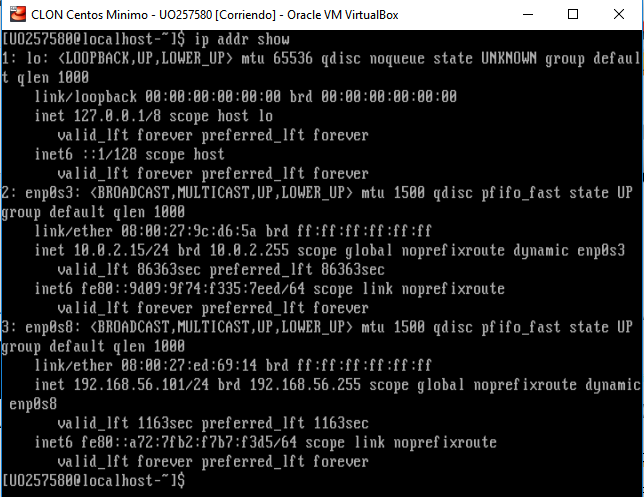 CLON Centos Minimo - UO257580 [Corriendo] - Oracle VM VirtualBox
[UO257580@localhost-~]$ ip addr show
1: lo: <LOOPBACK,UP,LOWER_UP> mtu 65536 qdisc noqueue state UNKNOWN group defaul
t qlen 1000
    link/loopback 00:00:00:00:00:00 brd 00:00:00:00:00:00
    inet 127.0.0.1/8 scope host lo
       valid_lft forever preferred_lft forever
    inet6 ::1/128 scope host
       valid_lft forever preferred_lft forever
2: enp0s3: <BROADCAST,MULTICAST,UP,LOWER_UP> mtu 1500 qdisc pfifo_fast state UP
group default qlen 1000
    link/ether 08:00:27:9c:d6:5a brd ff:ff:ff:ff:ff:ff
    inet 10.0.2.15/24 brd 10.0.2.255 scope global noprefixroute dynamic enp0s3
       valid_lft 86363sec preferred_lft 86363sec
    inet6 fe80::9d09:9f74:f335:7eed/64 scope link noprefixroute
       valid_lft forever preferred_lft forever
3: enp0s8: <BROADCAST,MULTICAST,UP,LOWER_UP> mtu 1500 qdisc pfifo_fast state UP
group default qlen 1000
    link/ether 08:00:27:ed:69:14 brd ff:ff:ff:ff:ff:ff
    inet 192.168.56.101/24 brd 192.168.56.255 scope global noprefixroute dynamic
 enp0s8
       valid_lft 1163sec preferred_lft 1163sec
    inet6 fe80::a72:7fb2:f7b7:f3d5/64 scope link noprefixroute
       valid_lft forever preferred_lft forever
[UO257580@localhost-~]$